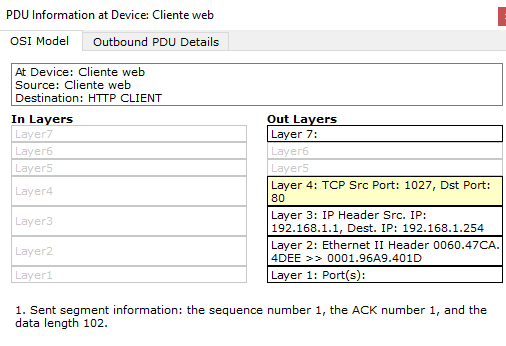 PDU Information at Device: Cliente web
OSI Model
Outbound PDU Details
At Device: Cliente web
Source: Cliente web
Destination: HTTP CLIENT
In Layers
Layer7
Layer6
Layer5
Layer4
Layer3
Layer2
Layer1
Out Layers
Layer 7:
Layer6
Layer5
Layer 4: TCP Src Port: 1027, Dst Port:
80
Layer 3: IP Header Src. IP:
192.168.1.1, Dest. IP: 192.168.1.254
Layer 2: Ethernet II Header 0060.47CA.
4DEE >> 0001.96A9.401D
Layer 1: Port(s):
1. Sent segment information: the sequence number 1, the ACK number 1, and the
data length 102.